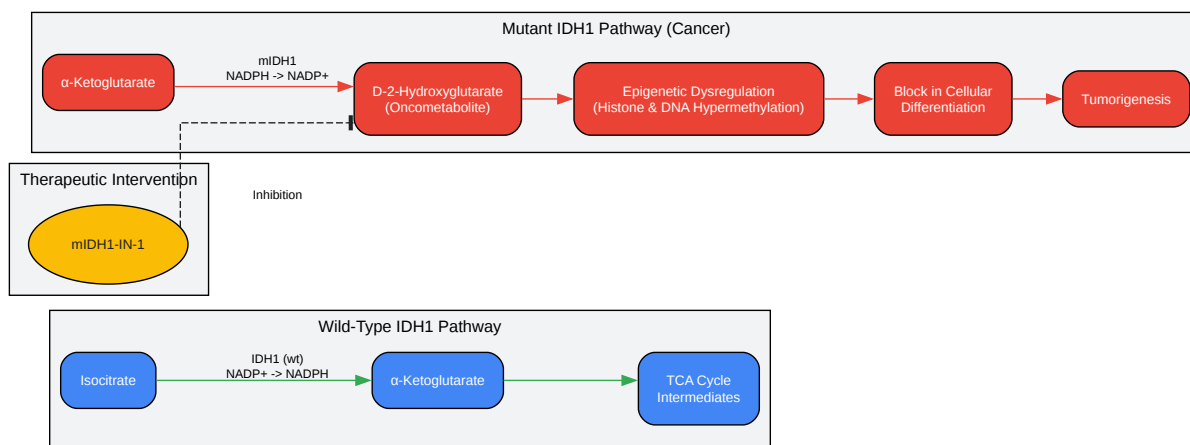 Mutant IDH1 Pathway (Cancer)
α-Ketoglutarate
mIDH1
NADPH -> NADP+
D-2-Hydroxyglutarate
(Oncometabolite)
Epigenetic Dysregulation
(Histone & DNA Hypermethylation)
Block in Cellular
Differentiation
Tumorigenesis
Therapeutic Intervention
Inhibition
mIDH1-IN-1
Wild-Type IDH1 Pathway
Isocitrate
IDH1 (wt)
NADP+ -> NADPH
α-Ketoglutarate
TCA Cycle
Intermediates